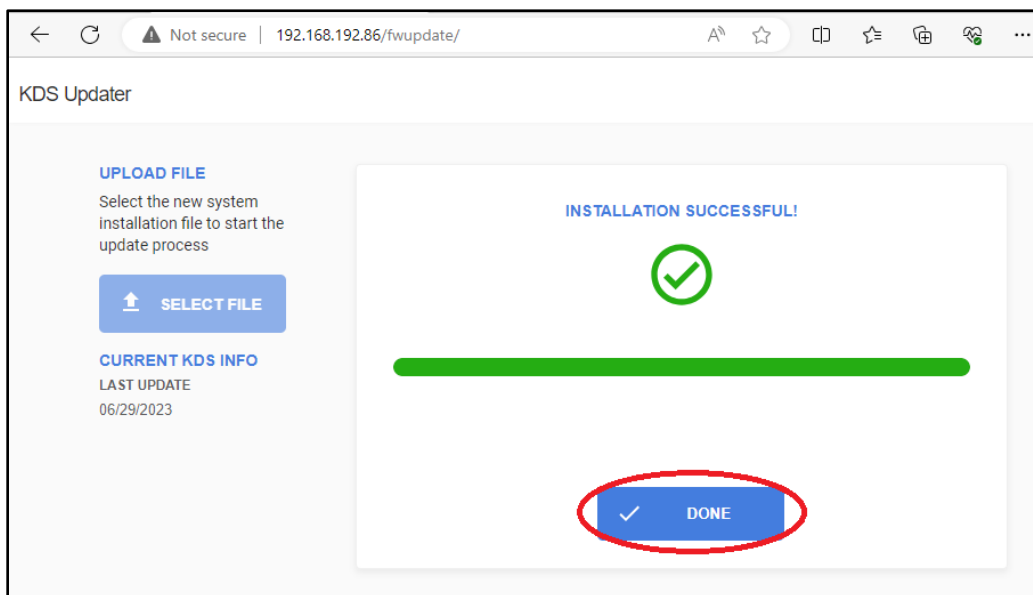 Not secure | 192.168.192.86/fwupdate/
KDS Updater
UPLOAD FILE
Select the new system
installation file to start the
update process
SELECT FILE
CURRENT KDS INFO
LAST UPDATE
06/29/2023
INSTALLATION SUCCESSFUL!
DONE